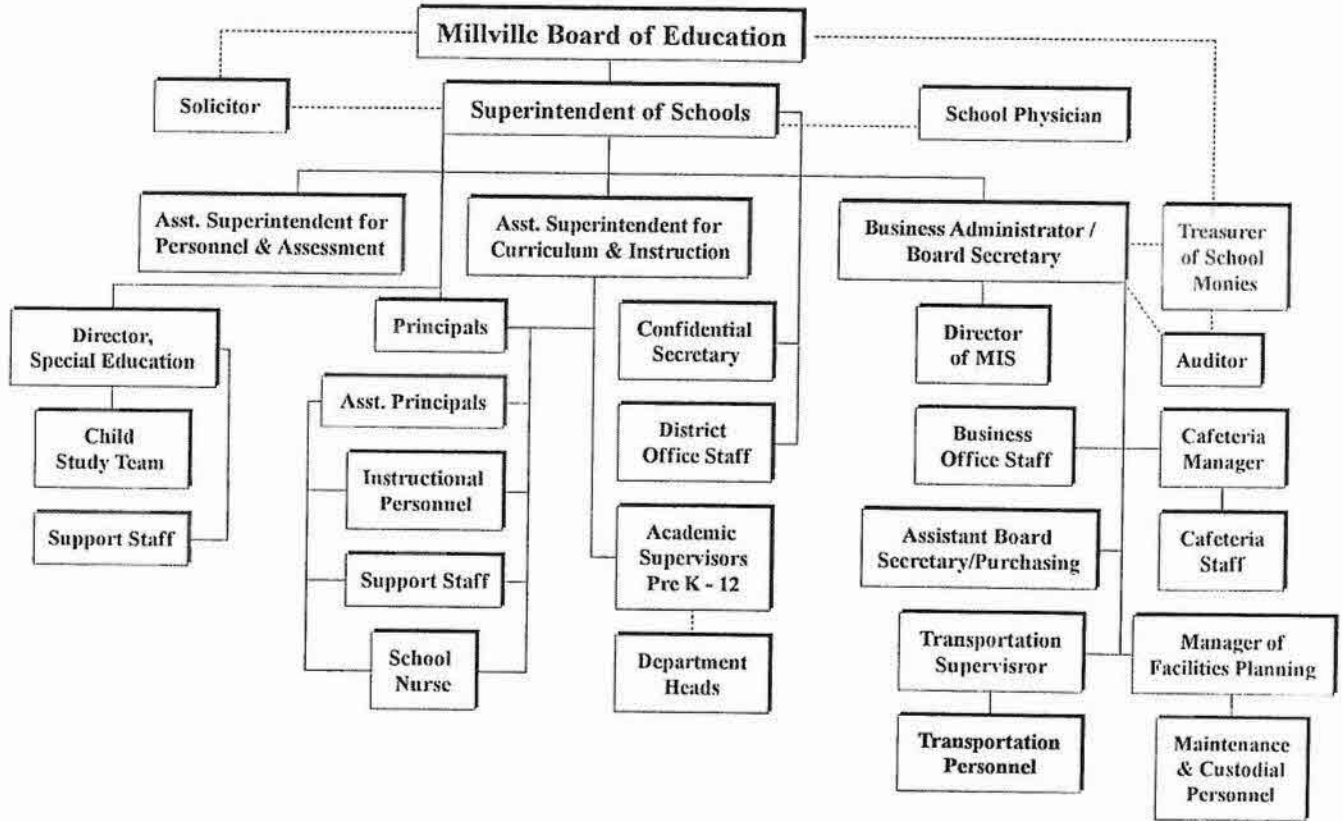 Millville Board of Education
Solicitor
Superintendent of Schools
School Physician
Asst. Superintendent for
Personnel & Assessment
Asst. Superintendent for
Curriculum & Instruction
Business Administrator /
Board Secretary
Treasurer
of School
Monies
Director,
Special Education
Principals
Confidential
Secretary
Director
of MIS
Auditor
Asst. Principals
Child
Study Team
District
Office Staff
Business
Office Staff
Cafeteria
Manager
Instructional
Personnel
Support Staff
Academic
Supervisors
Pre K - 12
Assistant Board
Secretary/Purchasing
Cafeteria
Staff
Support Staff
School
Nurse
Department
Heads
Transportation
Supervisror
Manager of
Facilities Planning
Transportation
Personnel
Maintenance
& Custodial
Personnel